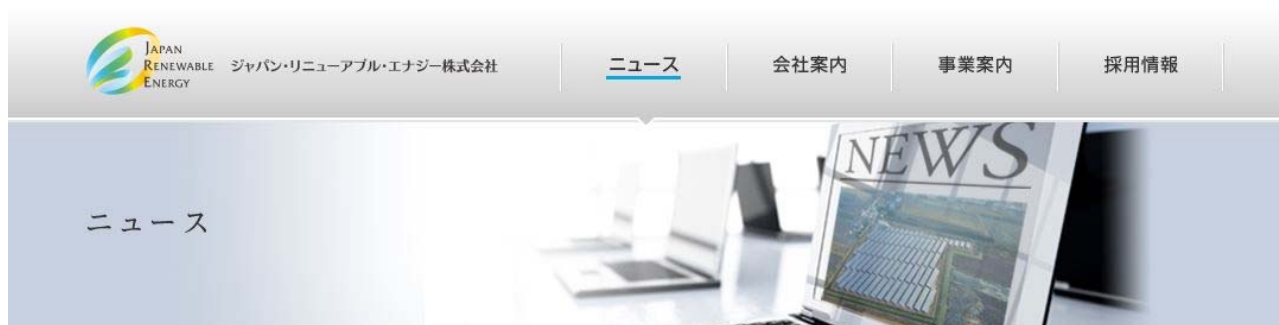 JAPAN
RENEWABLE
ENERGY
ジャパン・リニューアブル・エナジー株式会社
ニュース
会社案内
事業案内
採用情報
NEWS
ニュース